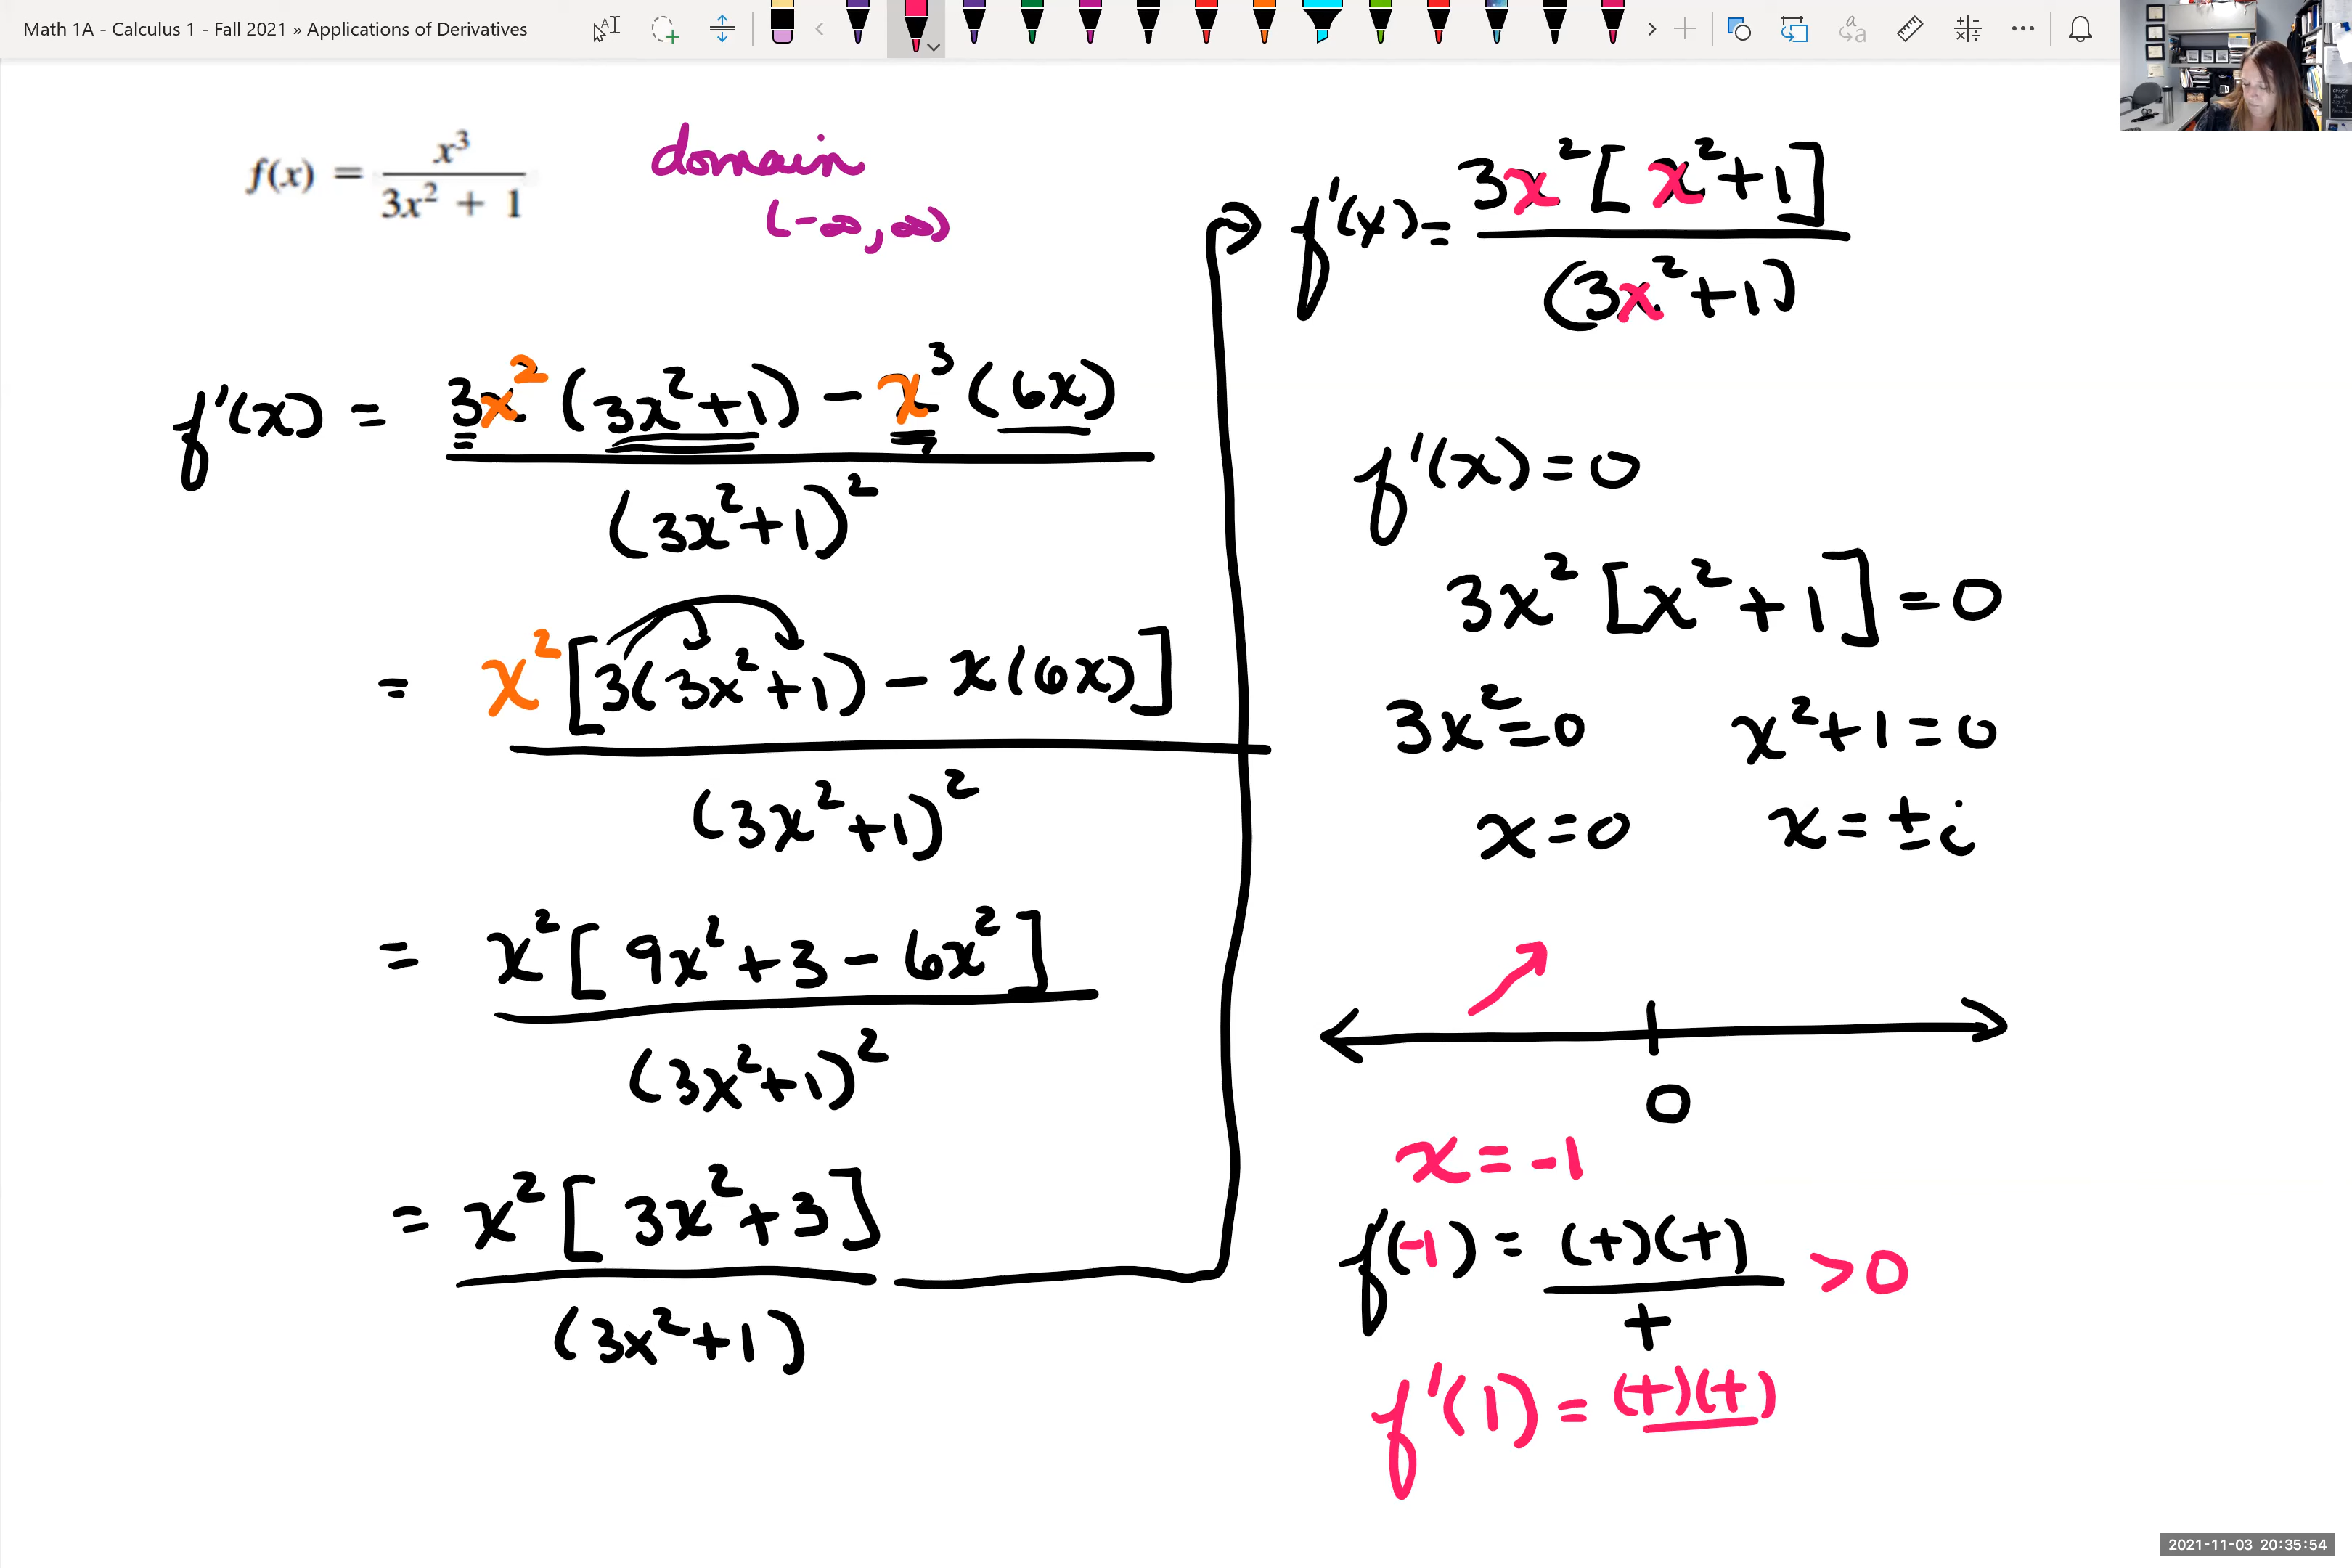 Math 1A - Calculus 1 - Fall 2021 » Applications of Derivatives
f(x) = x³ / (3x² + 1)
domain
(-∞, ∞)
f'(x) = 3x²(3x²+1) - x³(6x) / (3x²+1)²
= x²[3(3x²+1) - x(6x)] / (3x²+1)²
= x²[9x²+3-6x²] / (3x²+1)²
= x²[3x²+3] / (3x²+1)
f'(x) = 3x²[x²+1] / (3x²+1)
f'(x) = 0
3x²[x²+1] = 0
3x² = 0 x²+1 = 0
x = 0 x = ±i
0
x = -1
f'(-1) = (+)(+) / + > 0
f'(1) = (+)(+)
2021-11-03 20:35:54